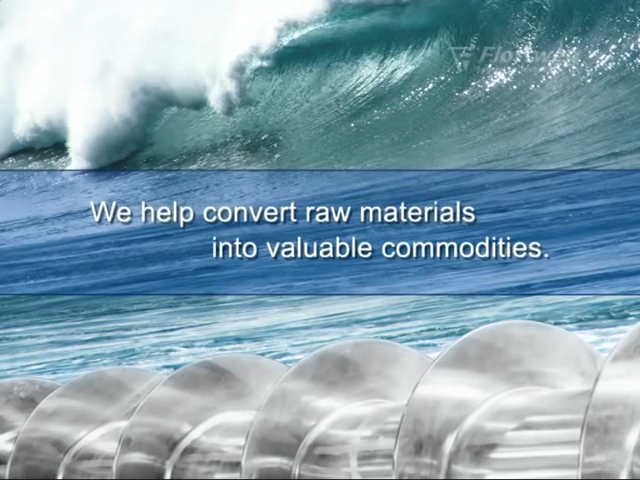 We help convert raw materials
into valuable commodities.